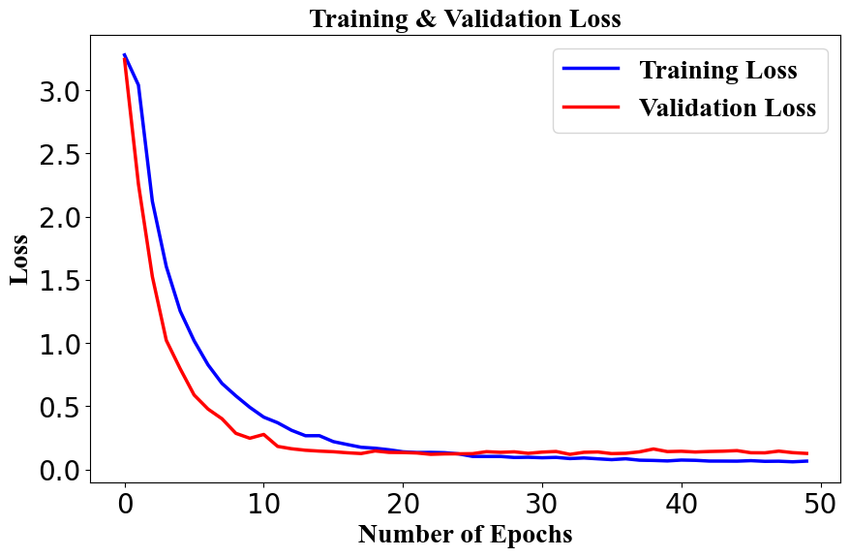 Training & Validation Loss
Training Loss
Validation Loss
3.0
2.5
2.0
1.5
1.0
0.5
0.0
Loss
0 10 20 30 40 50
Number of Epochs